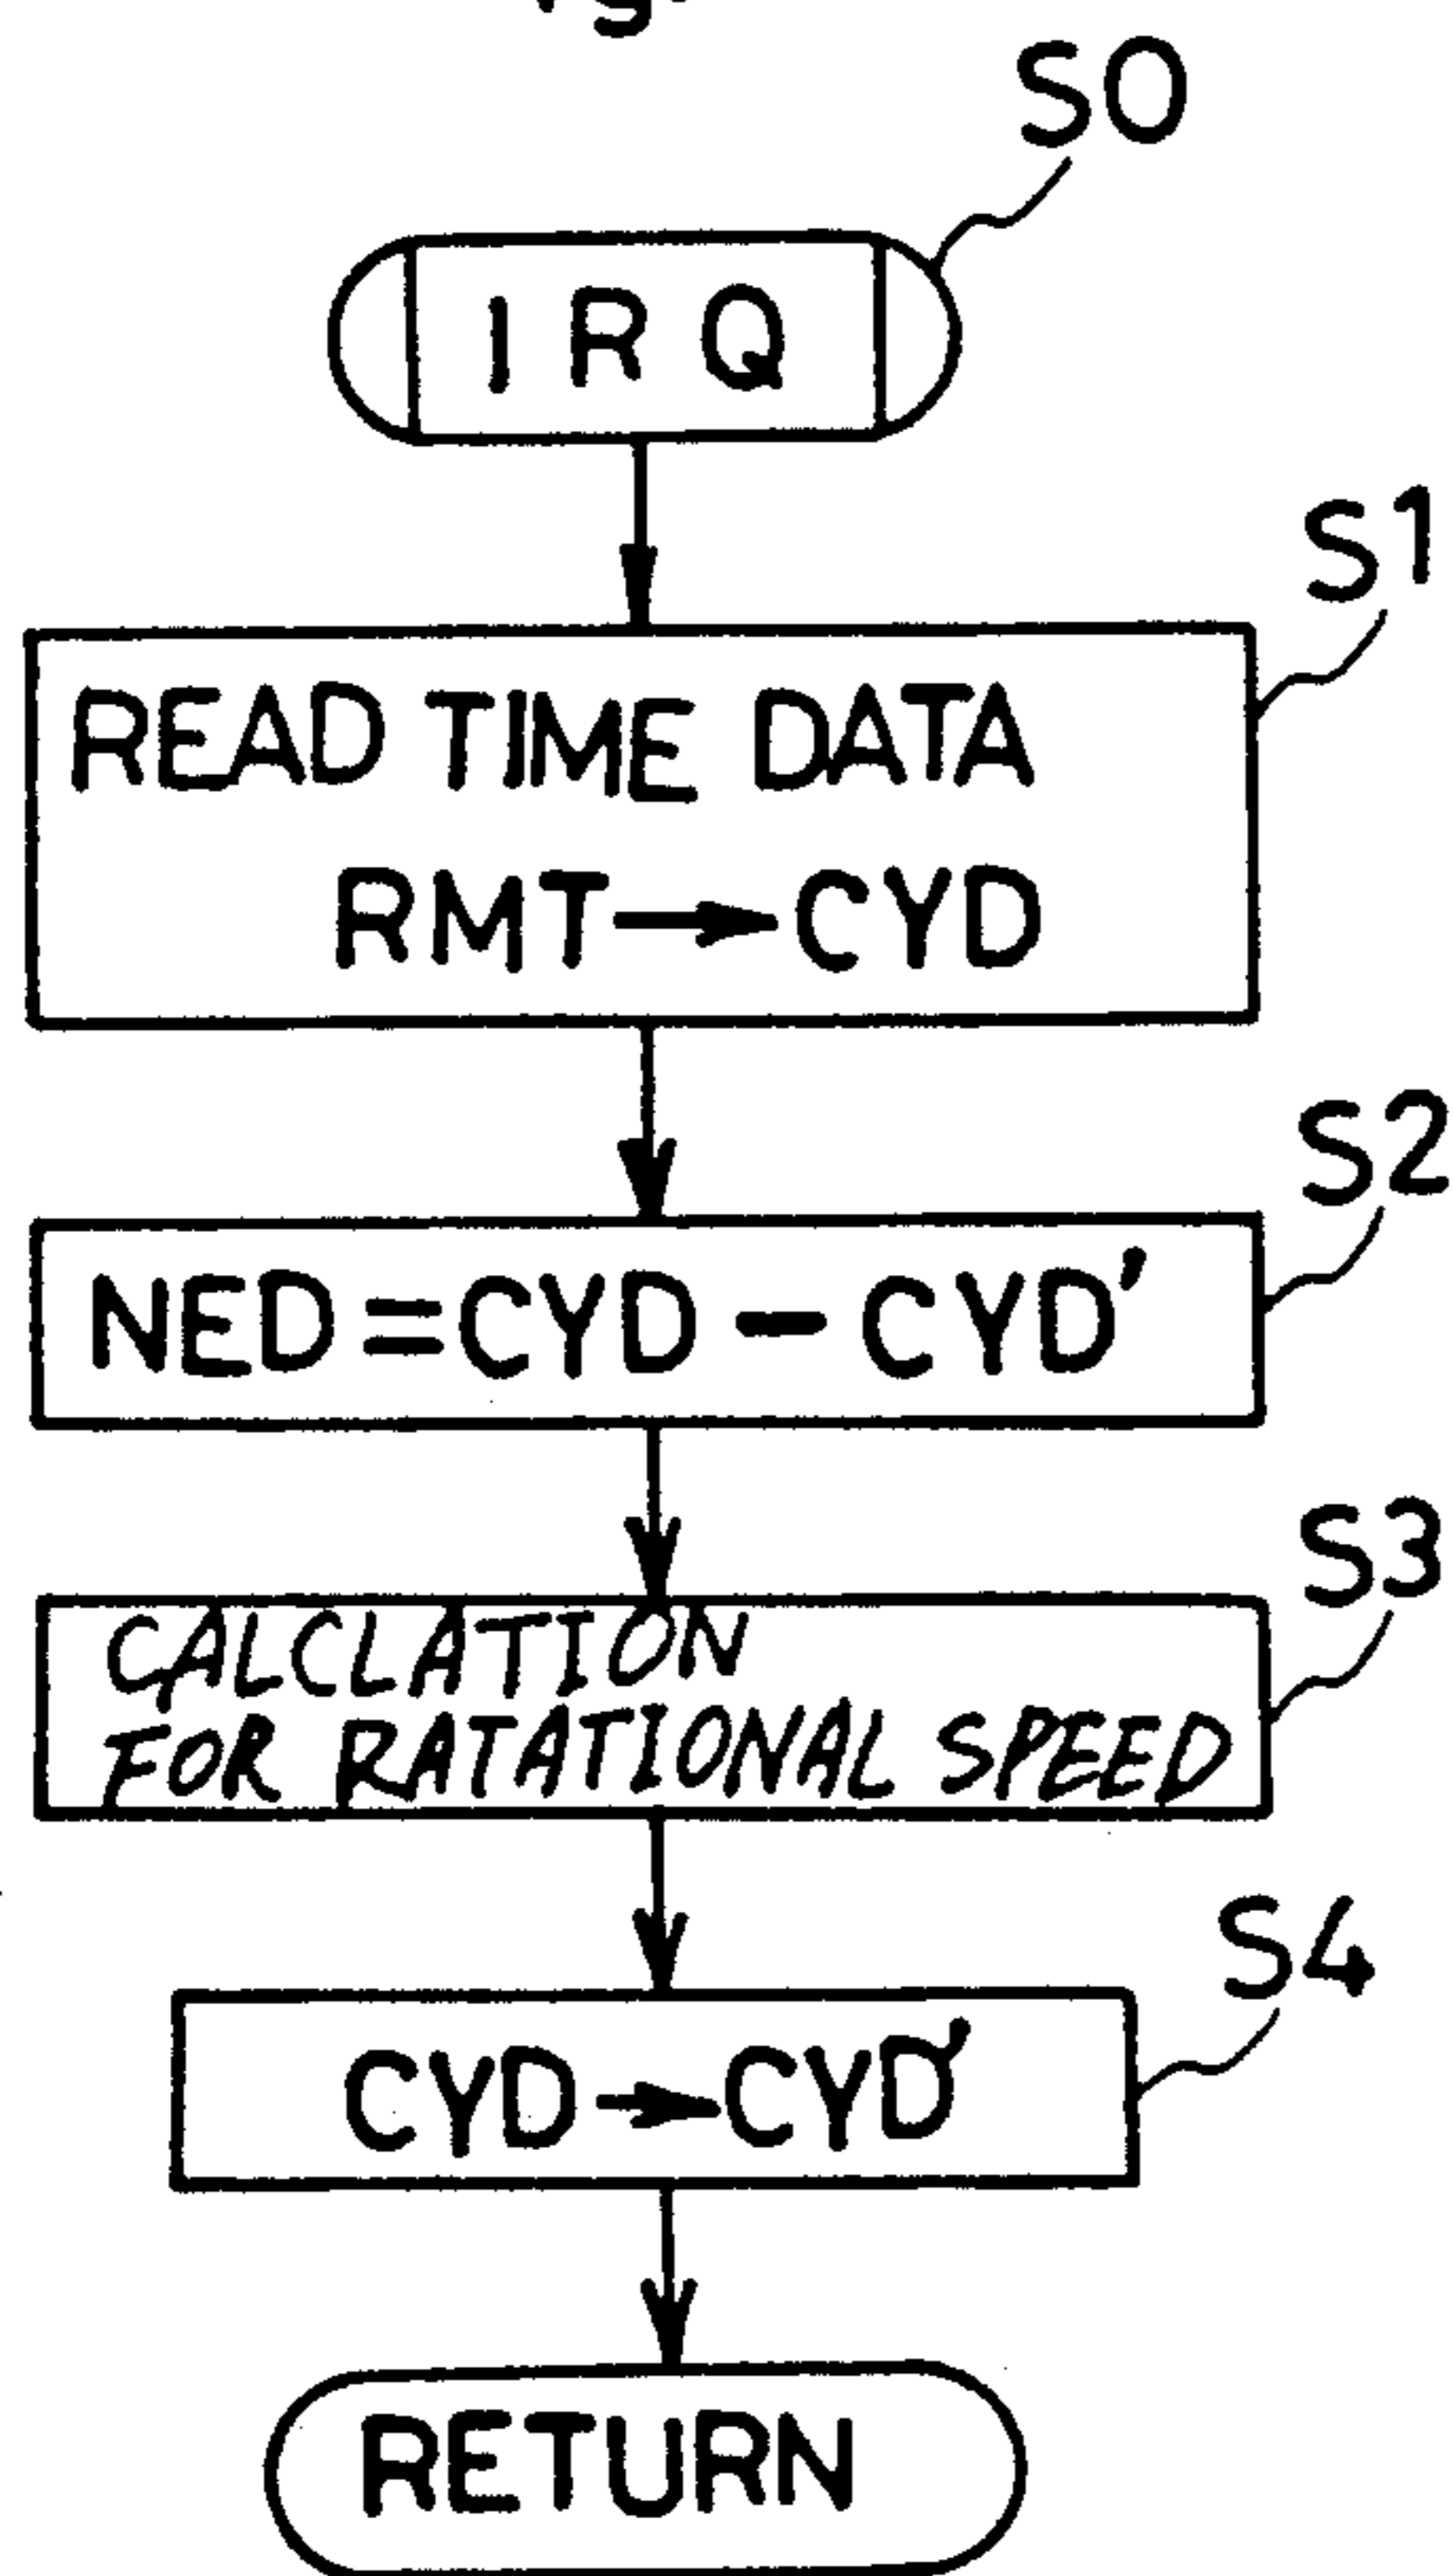 S0
I R Q
S1
READ TIME DATA
RMT→CYD
S2
NED=CYD-CYD'
S3
CALCLATION
FOR RATATIONAL SPEED
S4
CYD→CYD'
RETURN